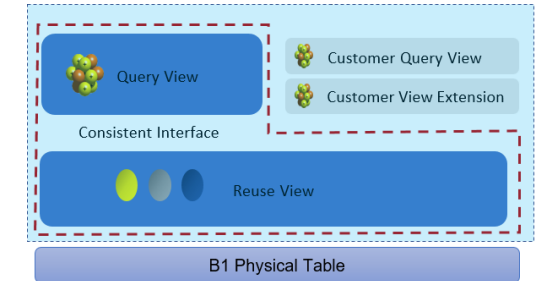 Query View
Customer Query View
Customer View Extension
Consistent Interface
Reuse View
B1 Physical Table